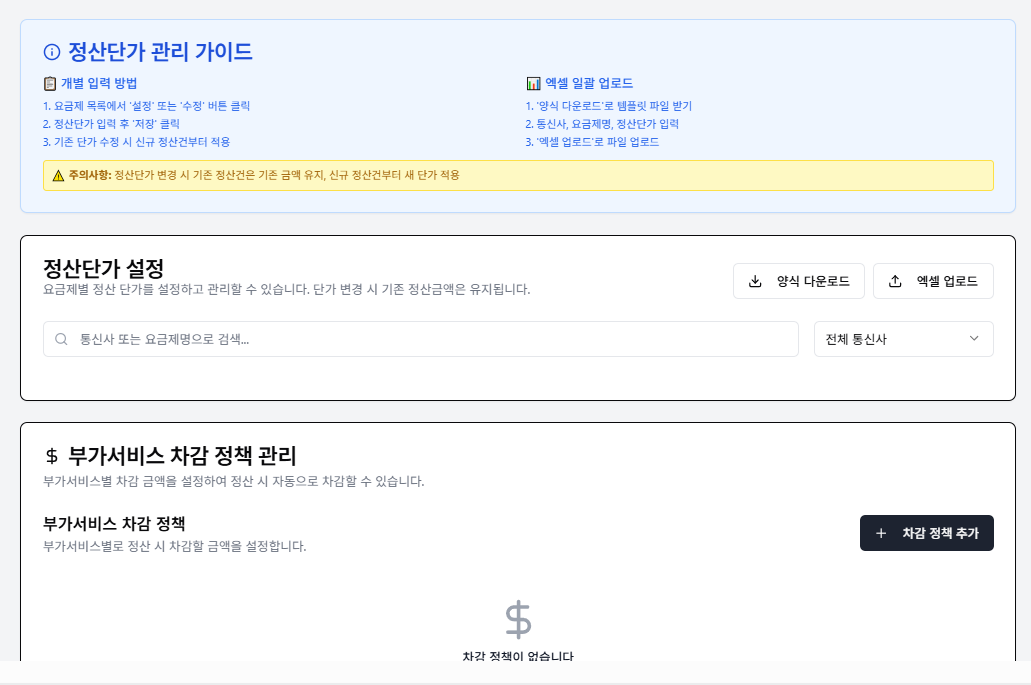 정산단가 관리 가이드
개별 입력 방법
1. 요금제 목록에서 '설정' 또는 '수정' 버튼 클릭
2. 정산단가 입력 후 '저장' 클릭
3. 기존 단가 수정 시 신규 정산건부터 적용
엑셀 일괄 업로드
1. '양식 다운로드'로 템플릿 파일 받기
2. 통신사, 요금제명, 정산단가 입력
3. '엑셀 업로드'로 파일 업로드
주의사항: 정산단가 변경 시 기존 정산건은 기존 금액 유지, 신규 정산건부터 새 단가 적용
정산단가 설정
요금제별 정산 단가를 설정하고 관리할 수 있습니다. 단가 변경 시 기존 정산금액은 유지됩니다.
양식 다운로드
엑셀 업로드
통신사 또는 요금제명으로 검색...
전체 통신사
$ 부가서비스 차감 정책 관리
부가서비스별 차감 금액을 설정하여 정산 시 자동으로 차감할 수 있습니다.
부가서비스 차감 정책
부가서비스별로 정산 시 차감할 금액을 설정합니다.
+ 차감 정책 추가
$
차감 정책이 없습니다